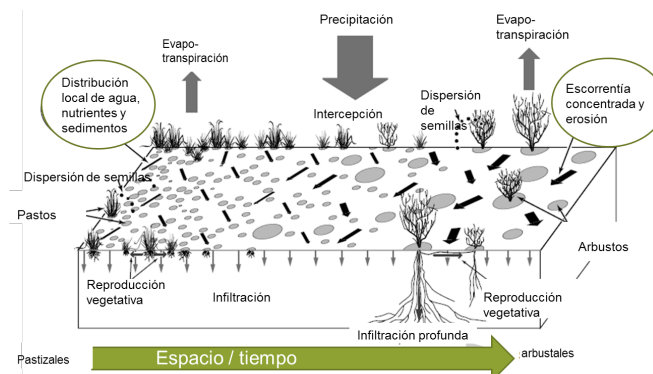 Precipitación
Evapo-
transpiración
Evapo-
transpiración
Distribución
local de agua,
nutrientes y
sedimentos
Dispersión
de
semillas
Escorrentía
concentrada y
erosión
Intercepción
Dispersión de semillas
Pastos
Arbustos
Reproducción
vegetativa
Infiltración
Reproducción
vegetativa
Infiltración profunda
Pastizales
Espacio / tiempo
arbustales